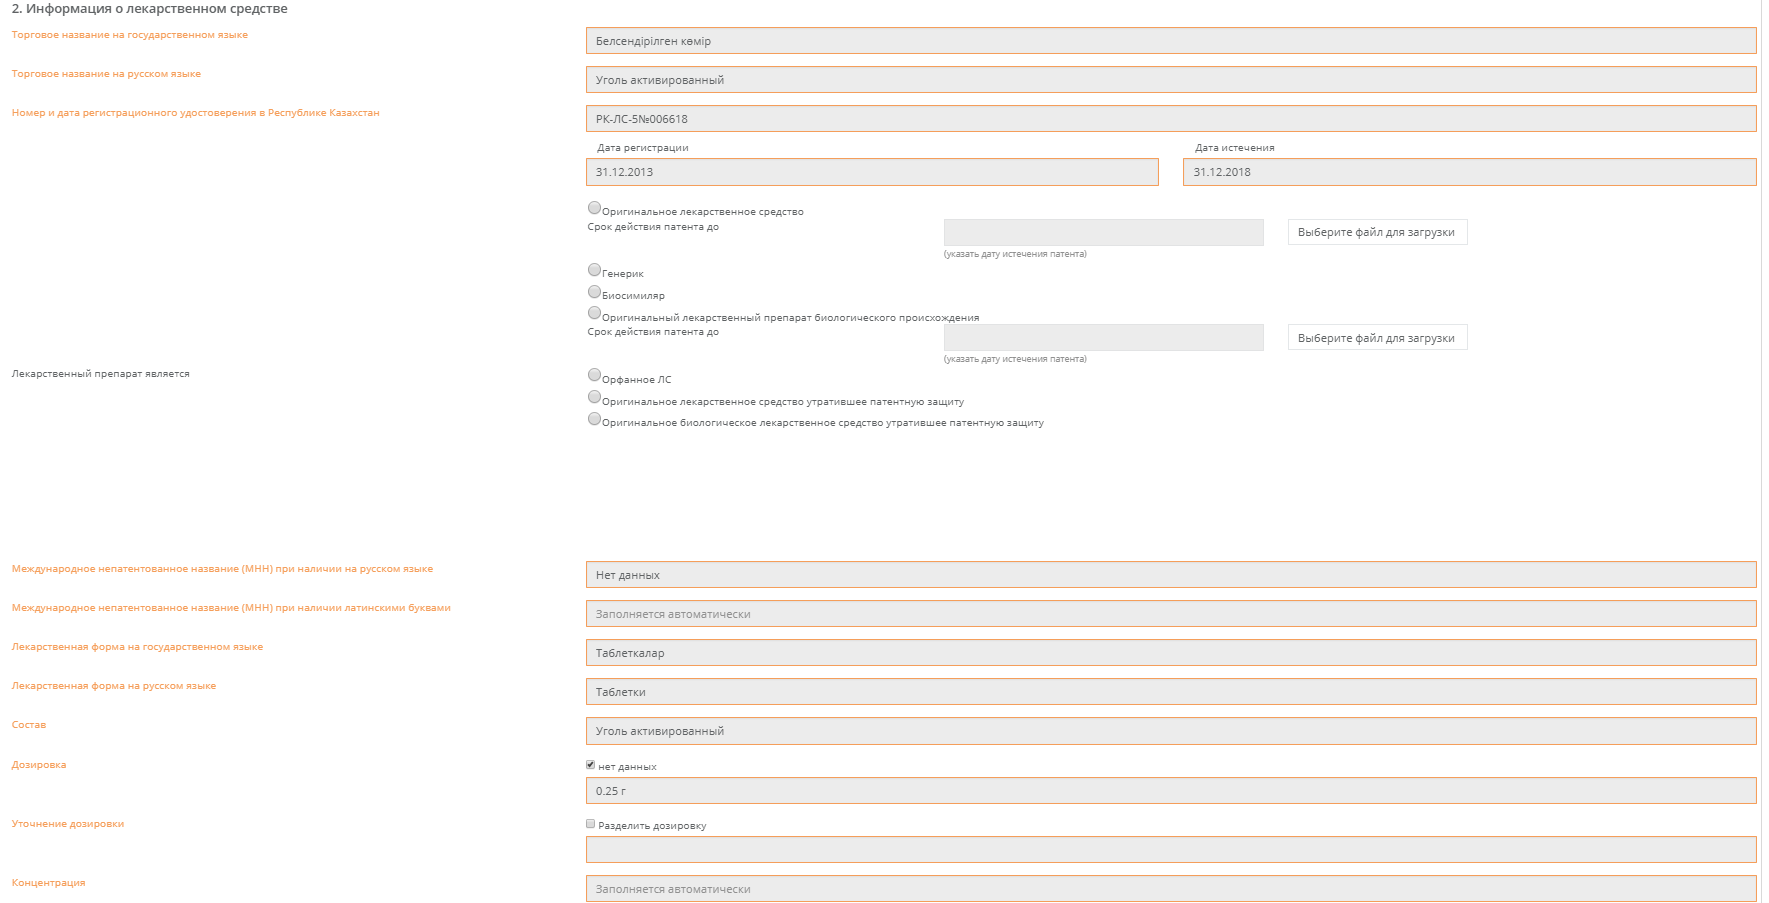 2. Информация о лекарственном средстве
Торговое название на государственном языке
Белсендірілген көмір
Торговое название на русском языке
Уголь активированный
Номер и дата регистрационного удостоверения в Республике Казахстан
РК-ЛС-5№006618
Дата регистрации
Дата истечения
31.12.2013
31.12.2018
Оригинальное лекарственное средство
Срок действия патента до
Выберите файл для загрузки
(указать дату истечения патента)
Генерик
Биосимиляр
Оригинальный лекарственный препарат биологического происхождения
Срок действия патента до
Выберите файл для загрузки
(указать дату истечения патента)
Лекарственный препарат является
Орфанное ЛС
Оригинальное лекарственное средство утратившее патентную защиту
Оригинальное биологическое лекарственное средство утратившее патентную защиту
Международное непатентованное название (МНН) при наличии на русском языке
Нет данных
Международное непатентованное название (МНН) при наличии латинскими буквами
Заполняется автоматически
Лекарственная форма на государственном языке
Таблеткалар
Лекарственная форма на русском языке
Таблетки
Состав
Уголь активированный
Дозировка
нет данных
0.25 г
Уточнение дозировки
Разделить дозировку
Концентрация
Заполняется автоматически